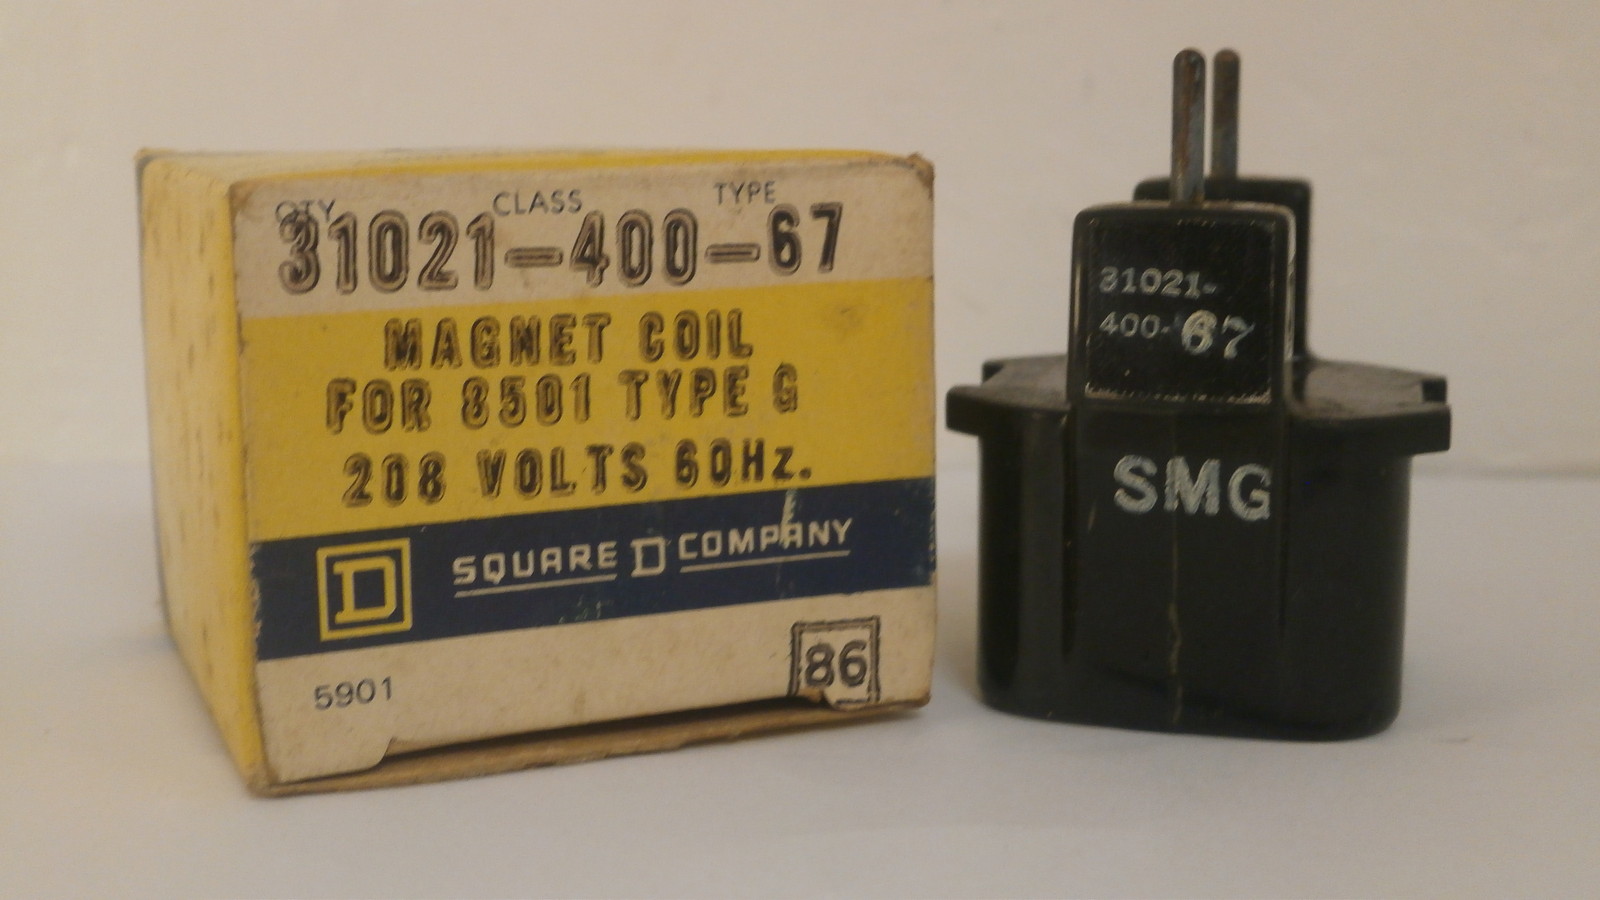 QTY CLASS TYPE
31021-400-67
MAGNET COIL
FOR 8501 TYPE G
208 VOLTS 60Hz.
D SQUARE D COMPANY
5901
86
31021-
400-67
SMG